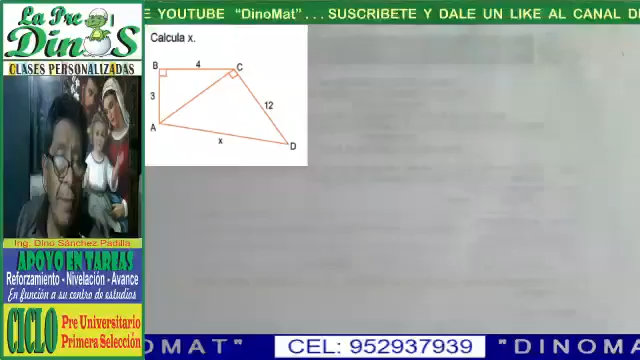 La Pre
DinoS
CLASES PERSONALIZADAS
E YOUTUBE "DinoMat"... SUSCRIBETE Y DALE UN LIKE AL CANAL D
Calcula x.
B 4 C
3 12
A x D
Ing. Dino Sánchez Padilla
APOYO EN TAREAS
Reforzamiento - Nivelación - Avance
En función a su centro de estudios
CICLO Pre Universitario
Primera Selección
OMAT"
CEL: 952937939
"DINOMA